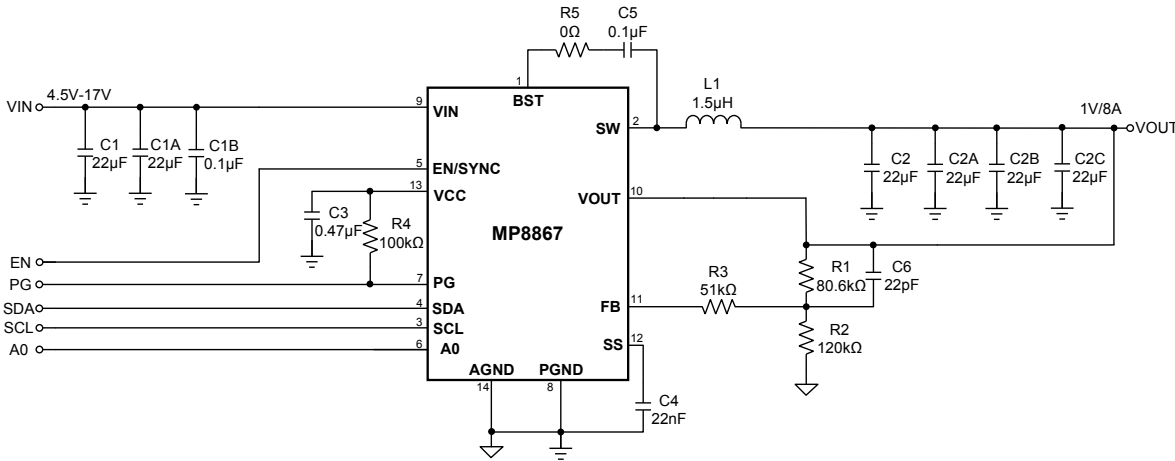 R5
0Ω
C5
0.1µF
1
BST
VIN
4.5V-17V
9
VIN
SW
2
L1
1.5µH
1V/8A
VOUT
C1
22µF
C1A
22µF
C1B
0.1µF
C2
22µF
C2A
22µF
C2B
22µF
C2C
22µF
5
EN/SYNC
13
VCC
VOUT
10
C3
0.47µF
R4
100kΩ
MP8867
EN
PG
7
PG
R3
51kΩ
R1
80.6kΩ
C6
22pF
SDA
4
SDA
FB
11
SCL
3
SCL
R2
120kΩ
A0
6
A0
SS
12
AGND
PGND
14
8
C4
22nF